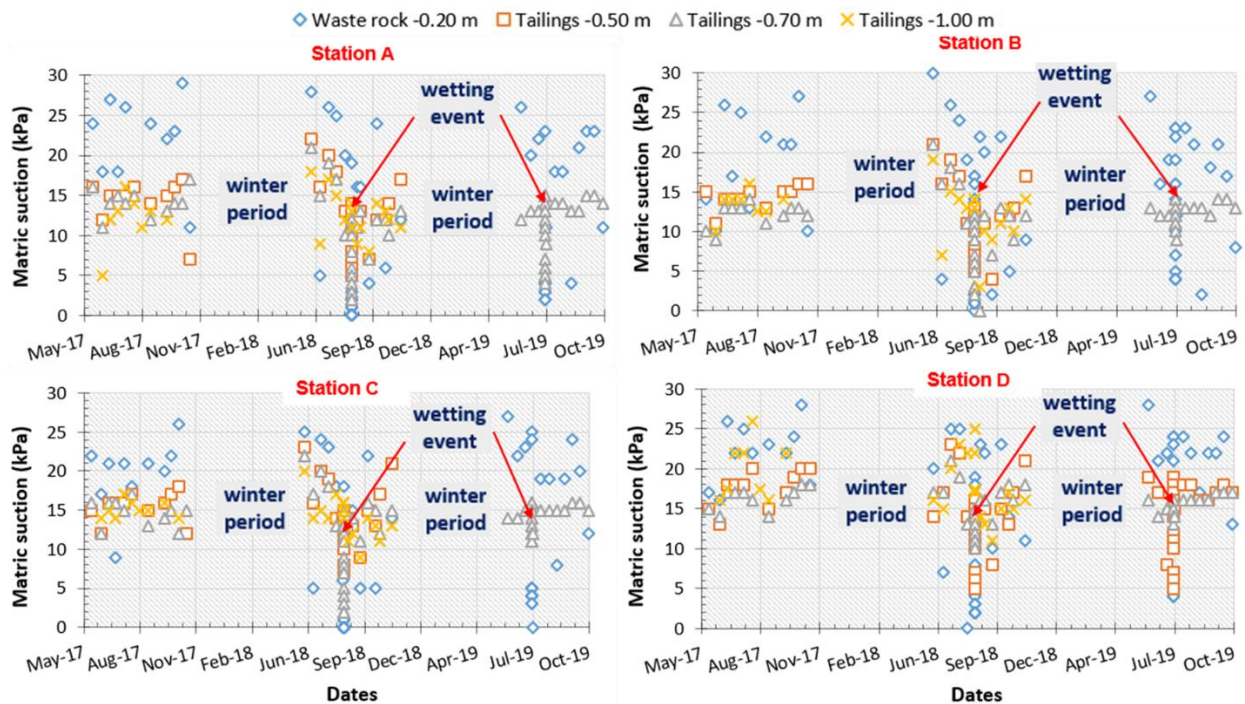 Waste rock -0.20 m Tailings -0.50 m Tailings -0.70 m Tailings -1.00 m
Station A
Matric suction (kPa)
30
25
20
15
10
5
0
wetting
event
winter
period
winter
period
May-17 Aug-17 Nov-17 Feb-18 Jun-18 Sep-18 Dec-18 Apr-19 Jul-19 Oct-19
Station B
Matric suction (kPa)
30
25
20
15
10
5
0
wetting
event
winter
period
winter
period
May-17 Aug-17 Nov-17 Feb-18 Jun-18 Sep-18 Dec-18 Apr-19 Jul-19 Oct-19
Station C
Matric suction (kPa)
30
25
20
15
10
5
0
wetting
event
winter
period
winter
period
May-17 Aug-17 Nov-17 Feb-18 Jun-18 Sep-18 Dec-18 Apr-19 Jul-19 Oct-19
Dates
Station D
Matric suction (kPa)
30
25
20
15
10
5
0
wetting
event
winter
period
winter
period
May-17 Aug-17 Nov-17 Feb-18 Jun-18 Sep-18 Dec-18 Apr-19 Jul-19 Oct-19
Dates